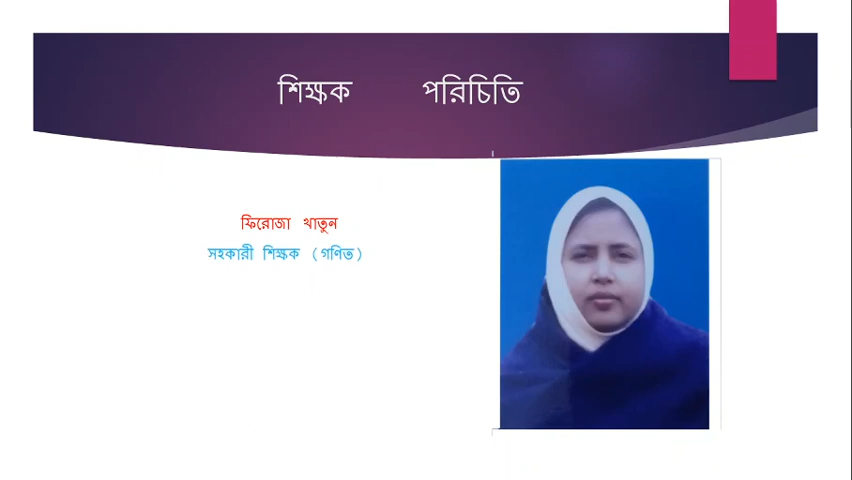 শিক্ষক পরিচিতি
ফিরোজা খাতুন
সহকারী শিক্ষক (গণিত)